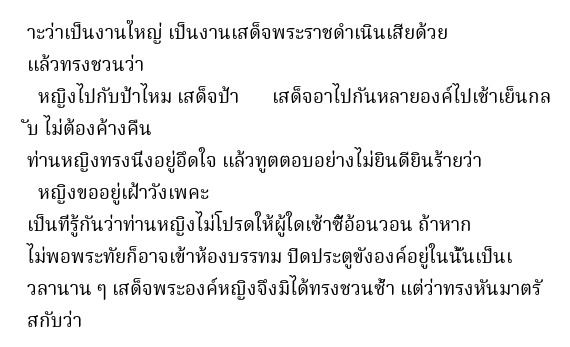 าะว่าเป็นงานใหญ่ เป็นงานเสด็จพระราชดำเนินเสียด้วย
แล้วทรงชวนว่า
หญิงไปกับป้าไหม เสด็จป้า เสด็จอาไปกันหลายองค์ไปเช้าเย็นกล
ับ ไม่ต้องค้างคืน
ท่านหญิงทรงนึ่งอยู่อึดใจ แล้วทูตตอบอย่างไม่ยินดียินร้ายว่า
หญิงขออยู่เฝ้าวังเพคะ
เป็นที่รู้กันว่าท่านหญิงไม่โปรดให้ผู้ใดเซ้าซี้อ้อนวอน ถ้าหาก
ไม่พอพระทัยก็อาจเข้าห้องบรรทม ปิดประตูขังองค์อยู่ในนั้นเป็นเ
วลานาน ๆ เสด็จพระองค์หญิงจึงมิได้ทรงชวนซ้ำ แต่ว่าทรงหันมาตรั
สกับว่า